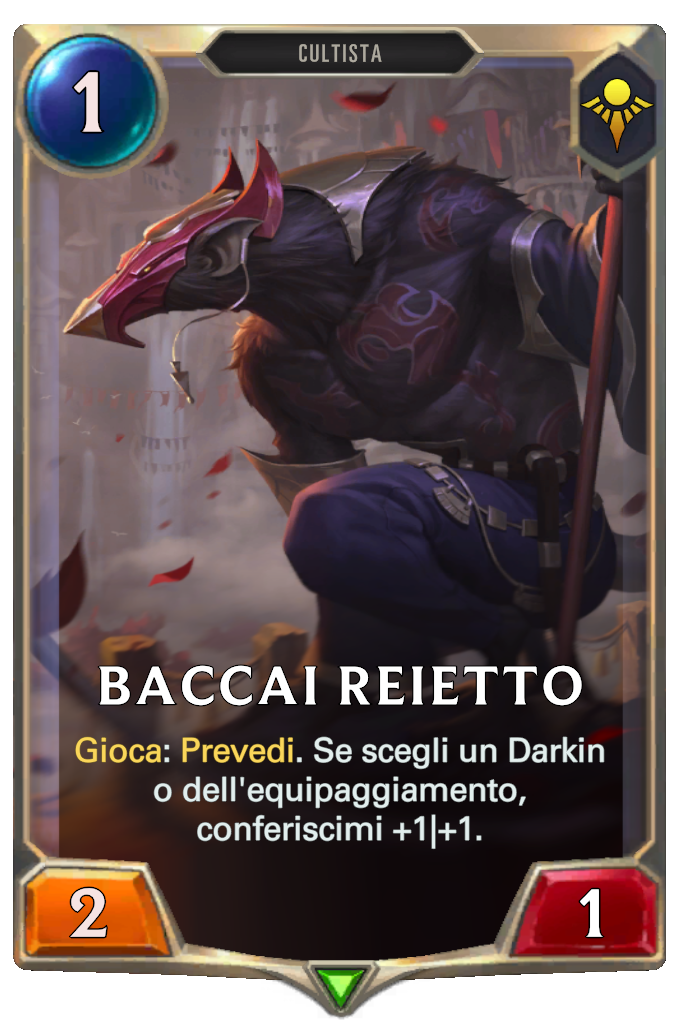 CULTISTA
1
BACCAI REIETTO
Gioca: Prevedi. Se scegli un Darkin
o dell'equipaggiamento,
conferiscimi +1|+1.
2
1